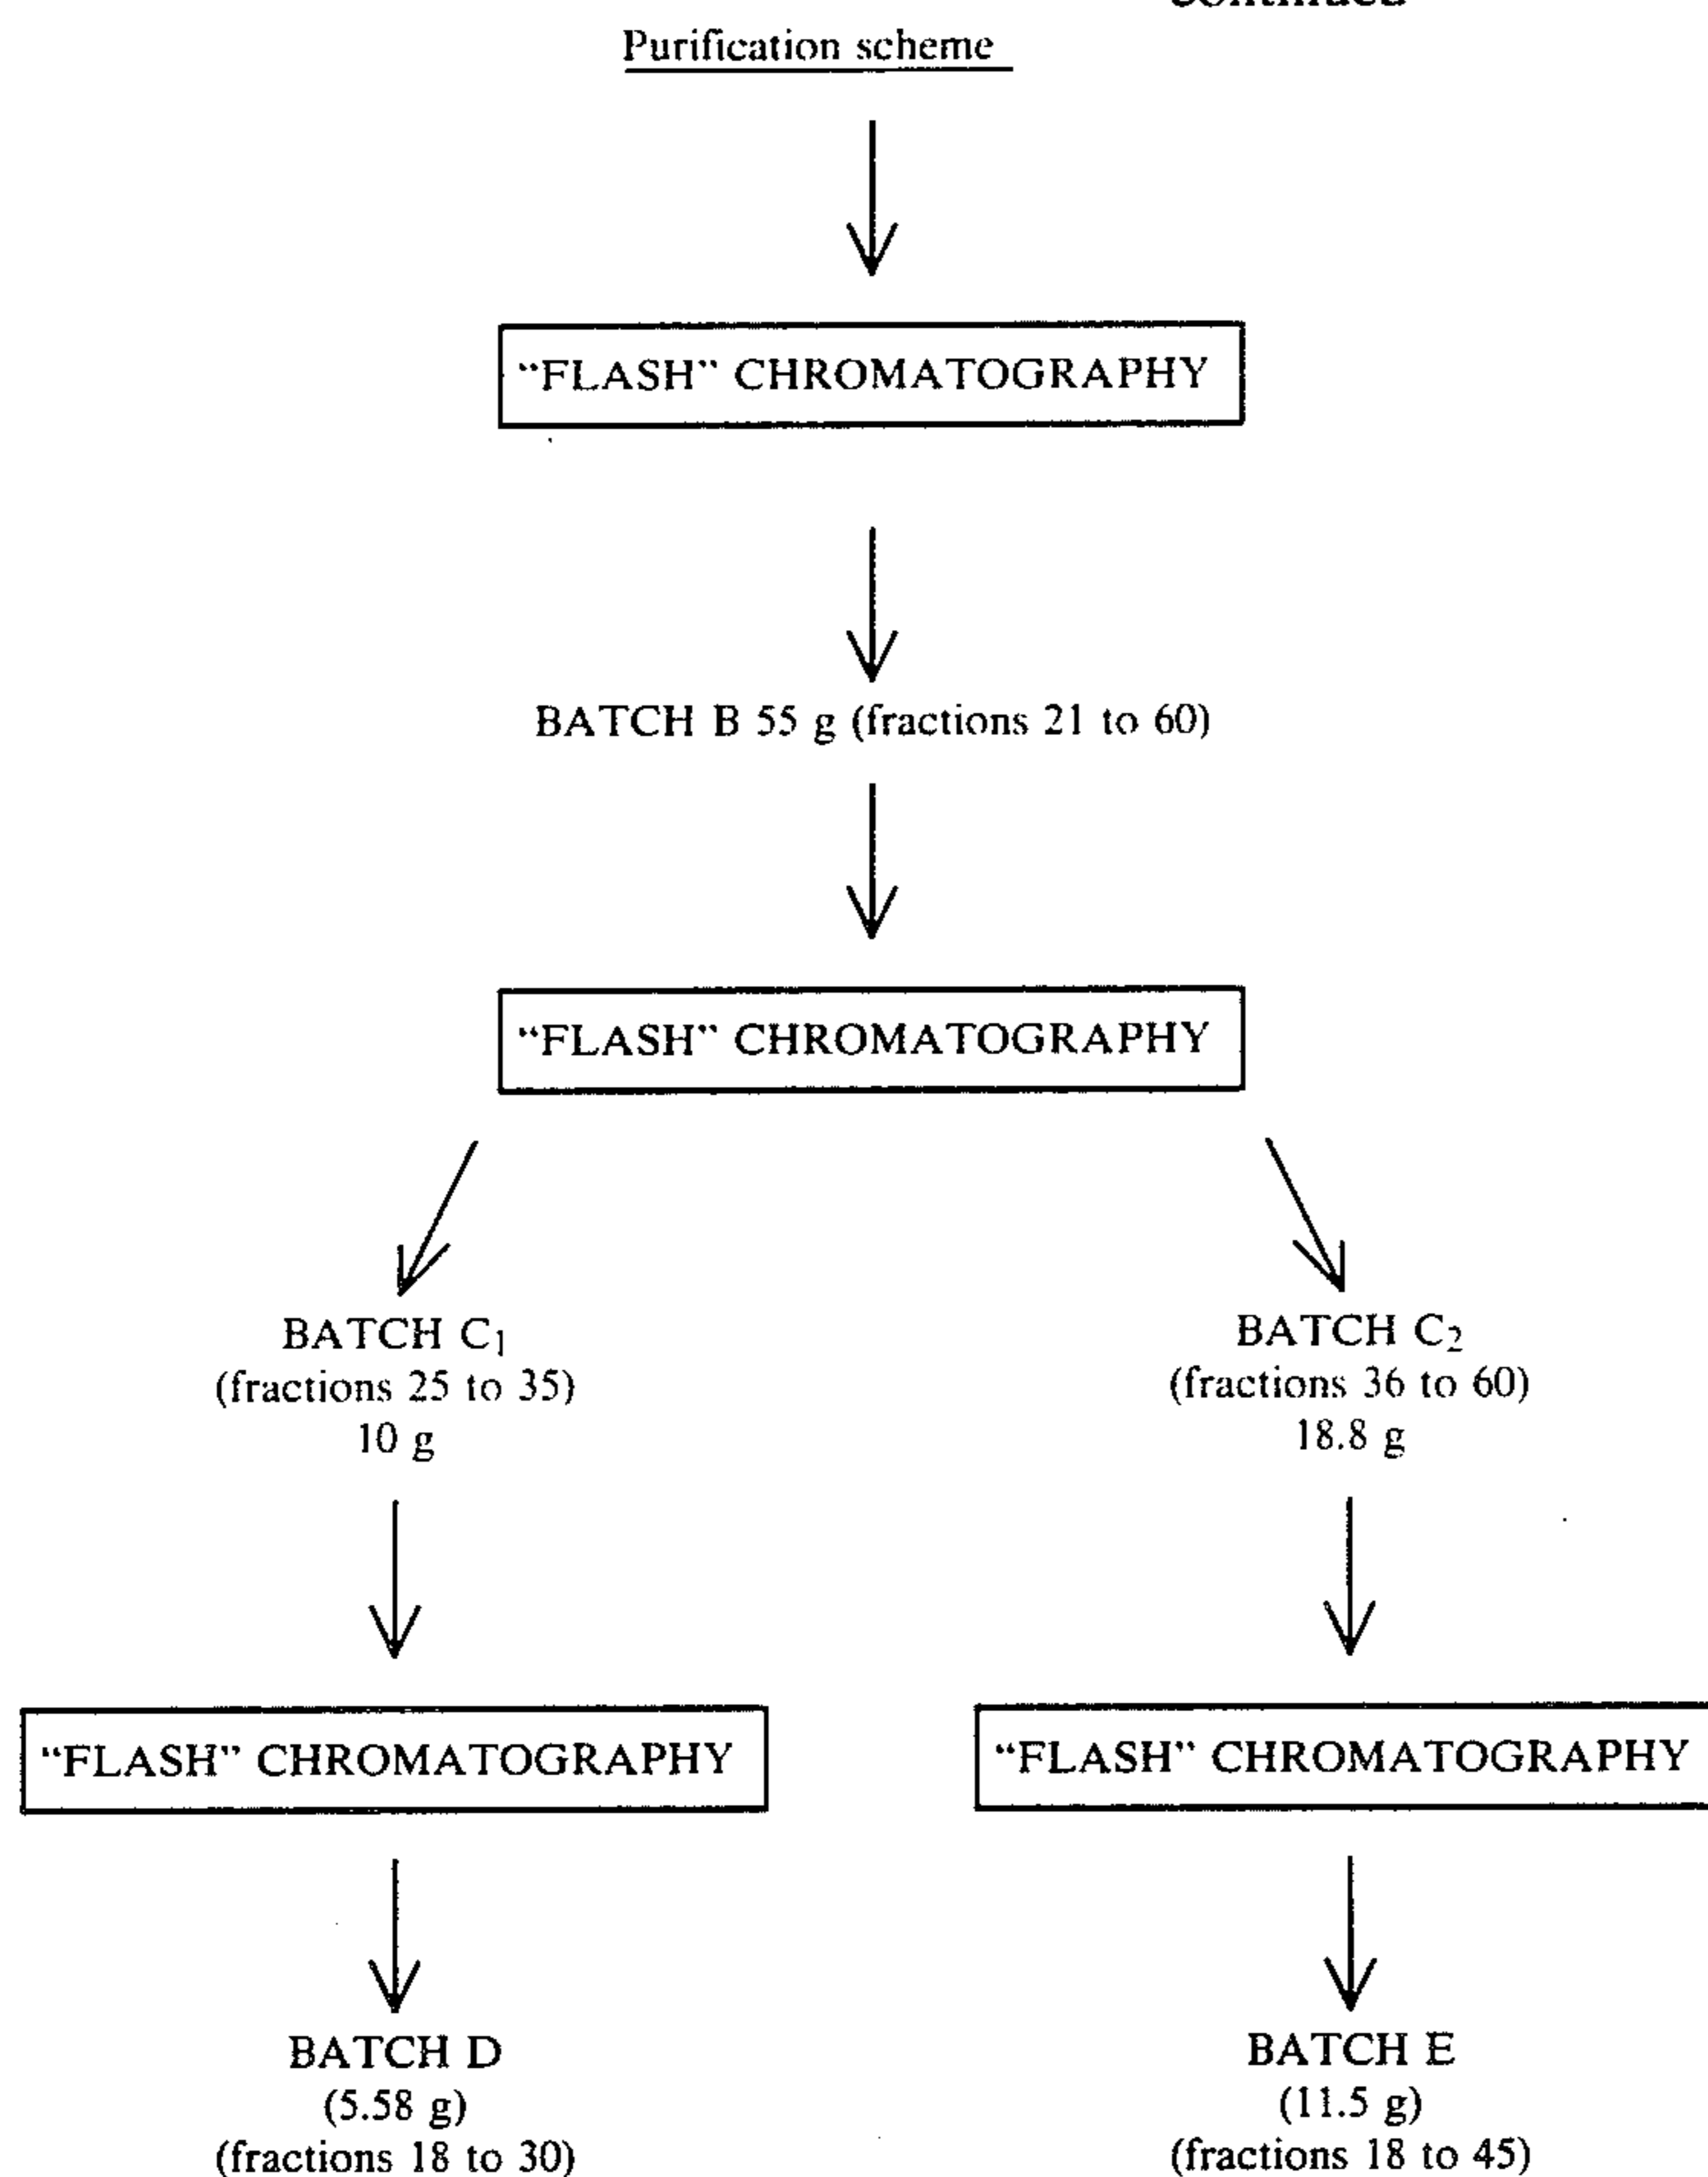 Purification scheme
“FLASH” CHROMATOGRAPHY
BATCH B 55 g (fractions 21 to 60)
“FLASH” CHROMATOGRAPHY
BATCH C₁
(fractions 25 to 35)
10 g
BATCH C₂
(fractions 36 to 60)
18.8 g
“FLASH” CHROMATOGRAPHY
“FLASH” CHROMATOGRAPHY
BATCH D
(5.58 g)
(fractions 18 to 30)
BATCH E
(11.5 g)
(fractions 18 to 45)